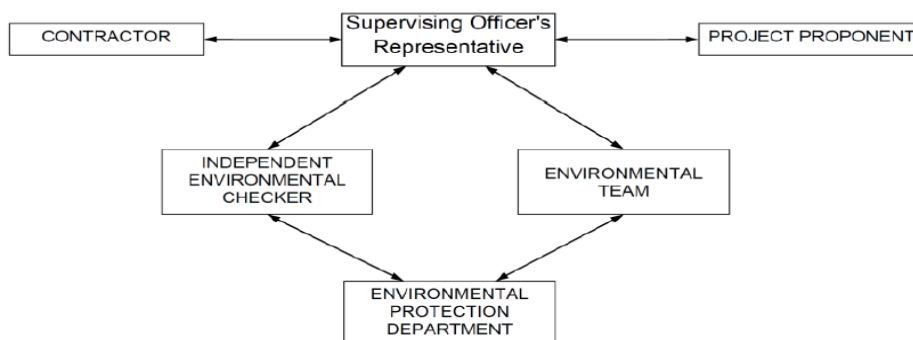 Supervising Officer's
Representative
CONTRACTOR
PROJECT PROPONENT
INDEPENDENT
ENVIRONMENTAL
CHECKER
ENVIRONMENTAL
TEAM
ENVIRONMENTAL
PROTECTION
DEPARTMENT